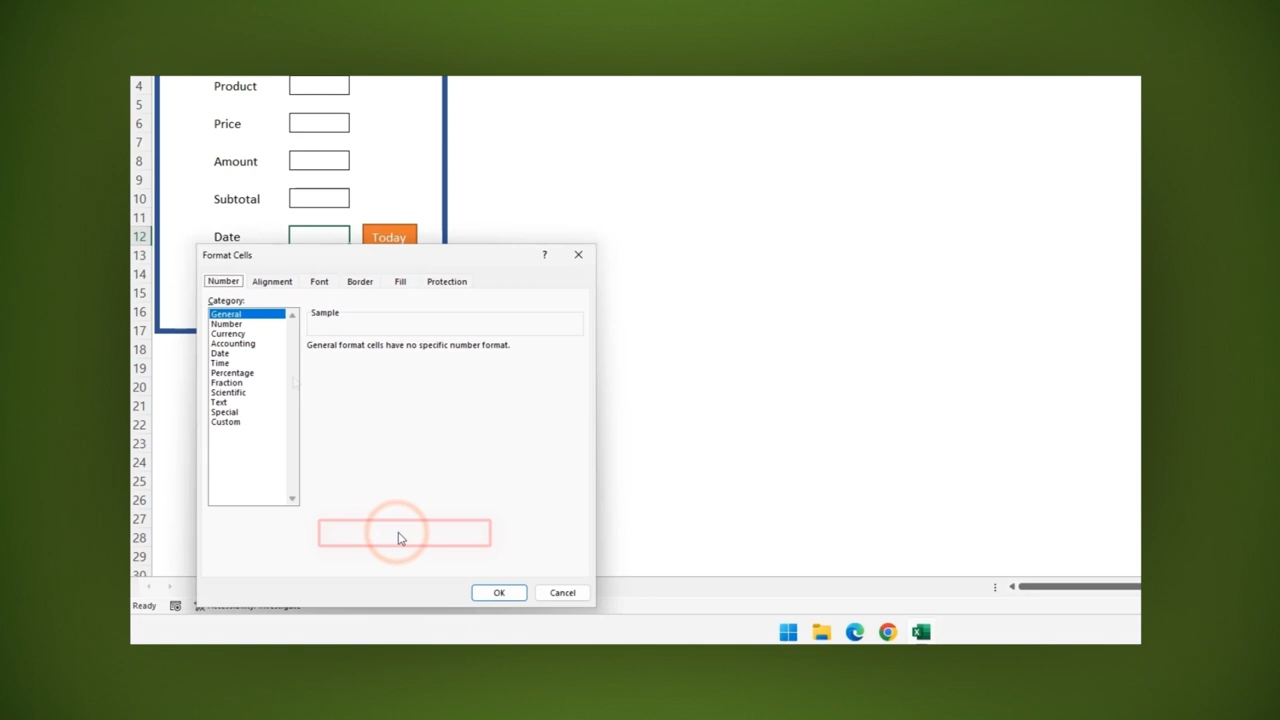 4
Product
5
6
Price
7
8
Amount
9
10
Subtotal
11
12
Date
Today
13
Format Cells
?
14
Number Alignment Font Border Fill Protection
15
Category:
16
General
Sample
17
Number
Currency
18
Accounting
General format cells have no specific number format.
Date
19
Time
Percentage
20
Fraction
Scientific
21
Text
Special
22
Custom
23
24
25
26
27
28
29
30
OK
Cancel
Ready